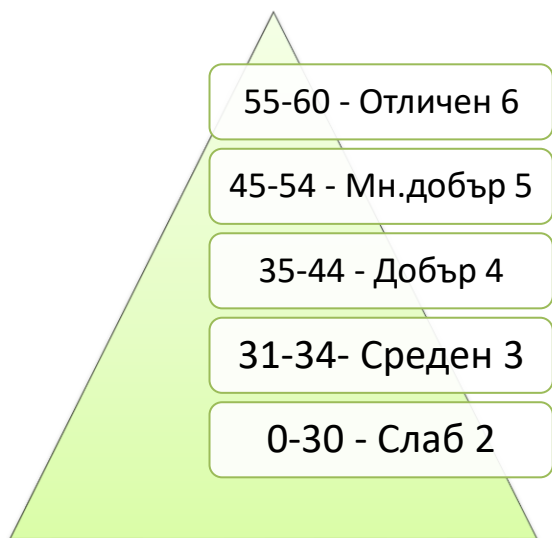 55-60 - Отличен 6
45-54 - Мн.добър 5
35-44 - Добър 4
31-34- Среден 3
0-30 - Слаб 2